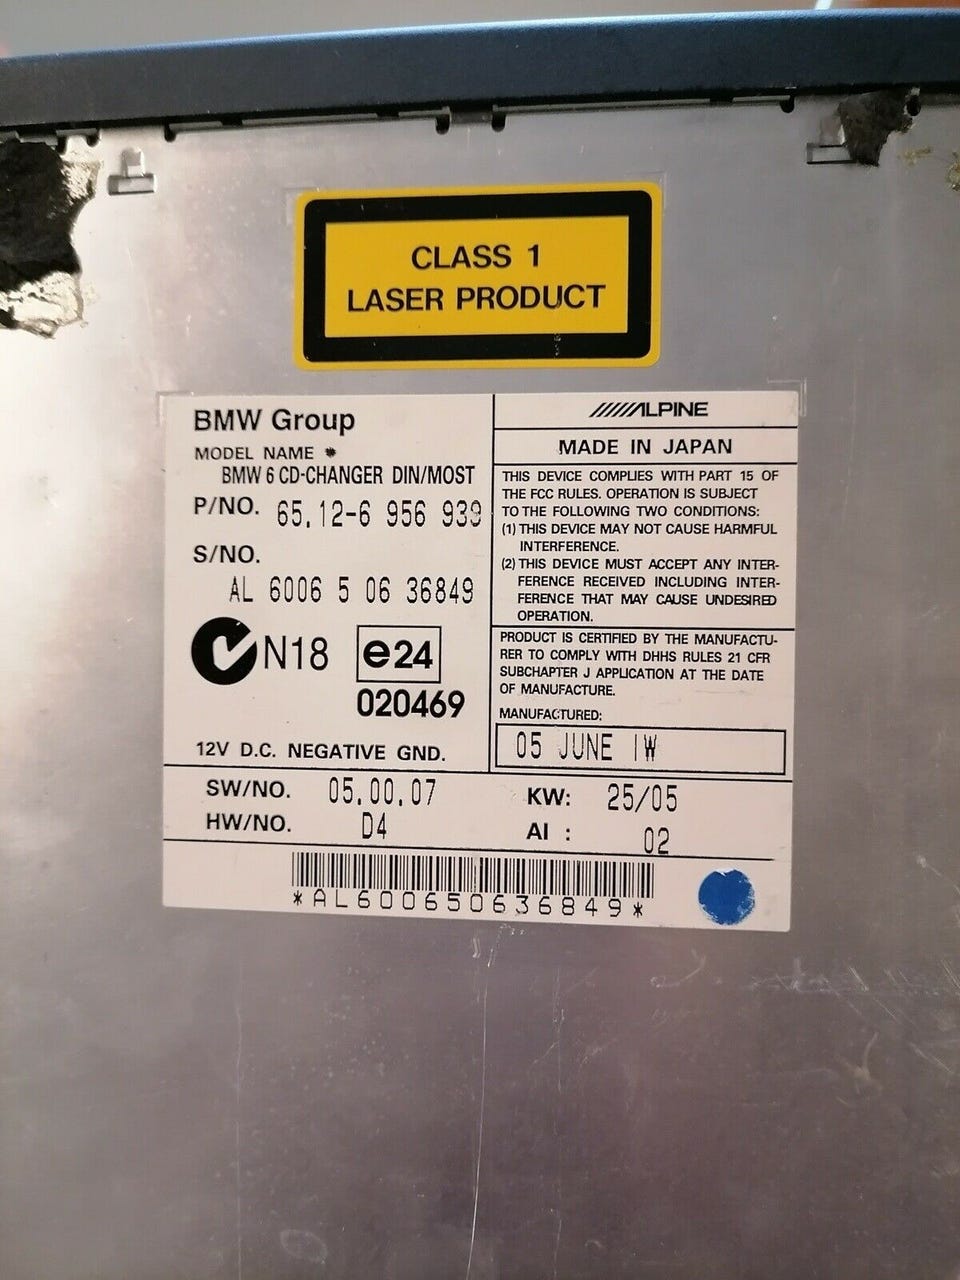 CLASS 1
LASER PRODUCT
BMW Group
MODEL NAME *
BMW 6 CD-CHANGER DIN/MOST
P/NO. 65.12-6 956 939
S/NO.
AL 6006 5 06 36849
N18 e24
020469
12V D.C. NEGATIVE GND.
ALPINE
MADE IN JAPAN
THIS DEVICE COMPLIES WITH PART 15 OF
THE FCC RULES. OPERATION IS SUBJECT
TO THE FOLLOWING TWO CONDITIONS:
(1) THIS DEVICE MAY NOT CAUSE HARMFUL
INTERFERENCE.
(2) THIS DEVICE MUST ACCEPT ANY INTER-
FERENCE RECEIVED INCLUDING INTER-
FERENCE THAT MAY CAUSE UNDESIRED
OPERATION.
PRODUCT IS CERTIFIED BY THE MANUFACTU-
RER TO COMPLY WITH DHHS RULES 21 CFR
SUBCHAPTER J APPLICATION AT THE DATE
OF MANUFACTURE.
MANUFACTURED:
05 JUNE IW
SW/NO. 05.00.07 KW: 25/05
HW/NO. D4 AI : 02
*AL600650636849*